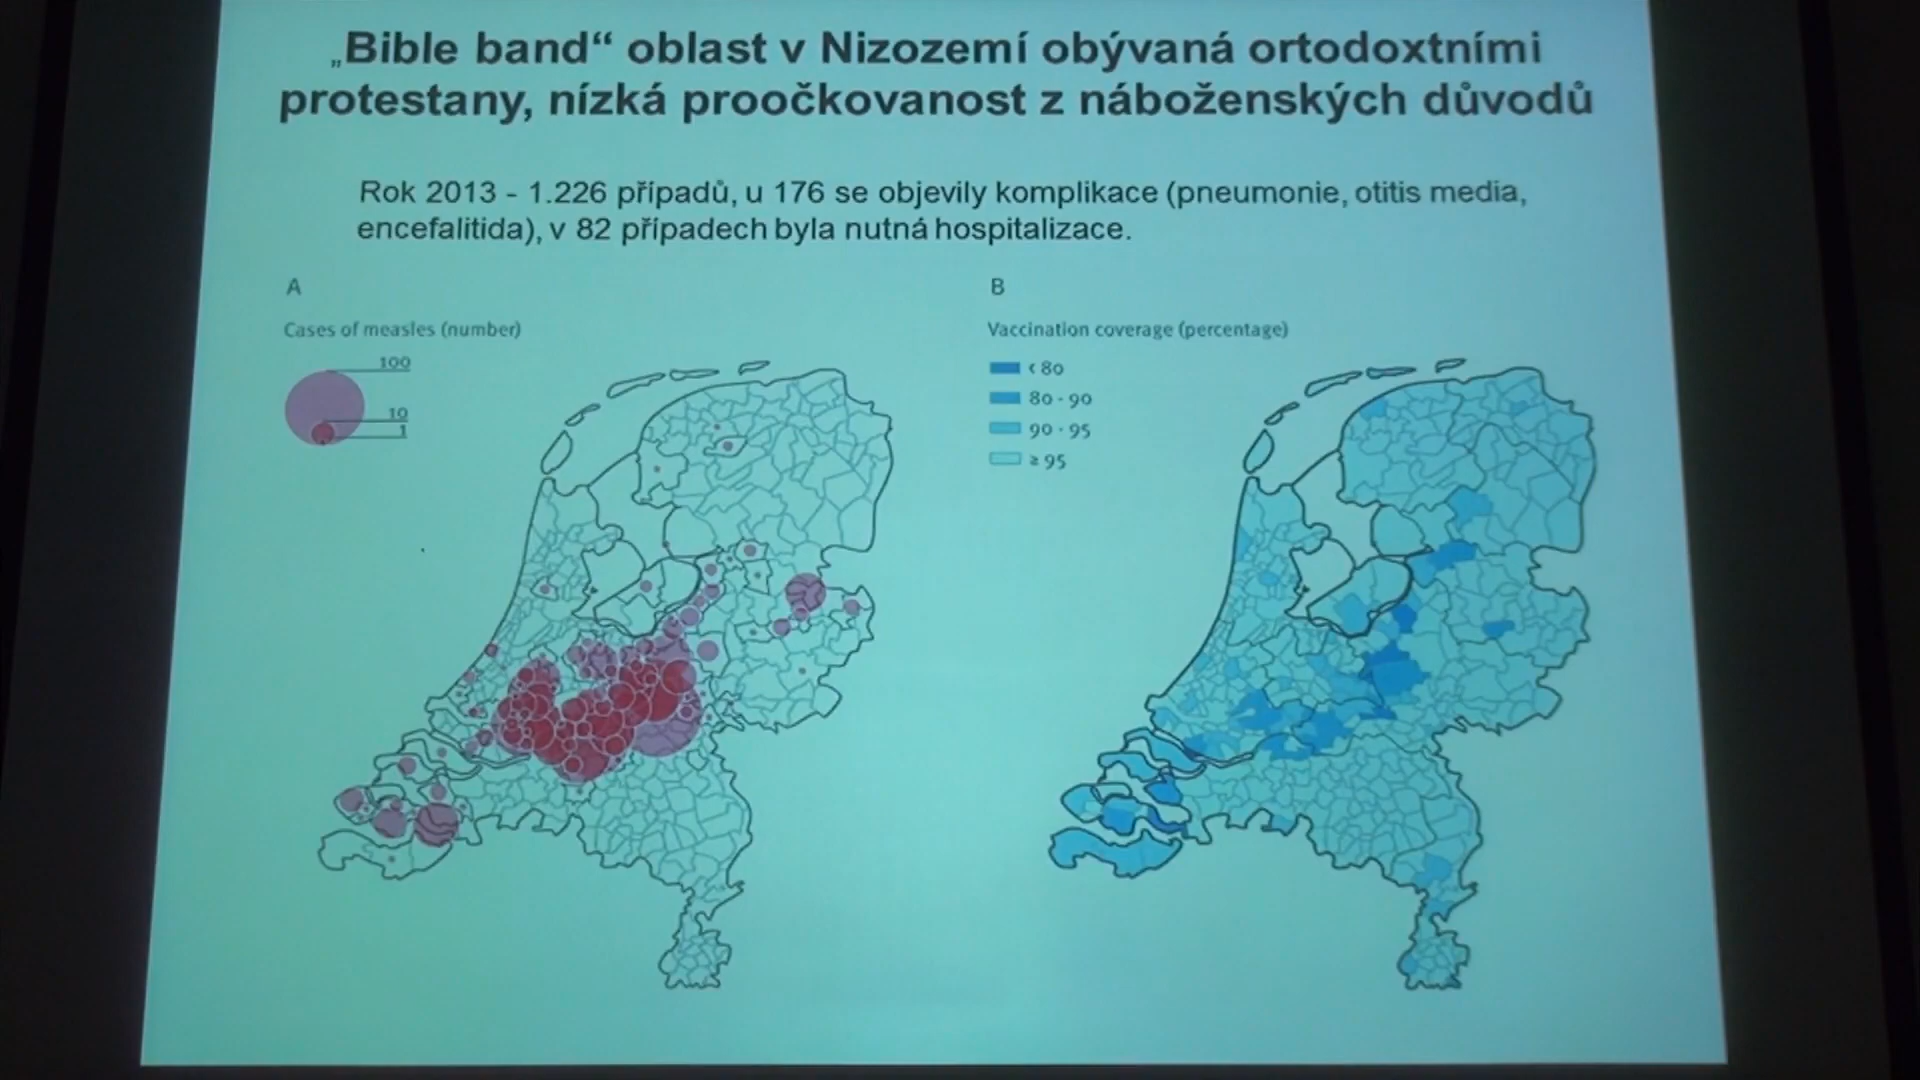 „Bible band“ oblast v Nizozemí obývaná ortodoxtními
protestany, nízká proočkovanost z náboženských důvodů
Rok 2013 - 1.226 případů, u 176 se objevily komplikace (pneumonie, otitis media,
encefalitida), v 82 případech byla nutná hospitalizace.
A
Cases of measles (number)
100
10
1
B
Vaccination coverage (percentage)
< 80
80 - 90
90 - 95
≥ 95